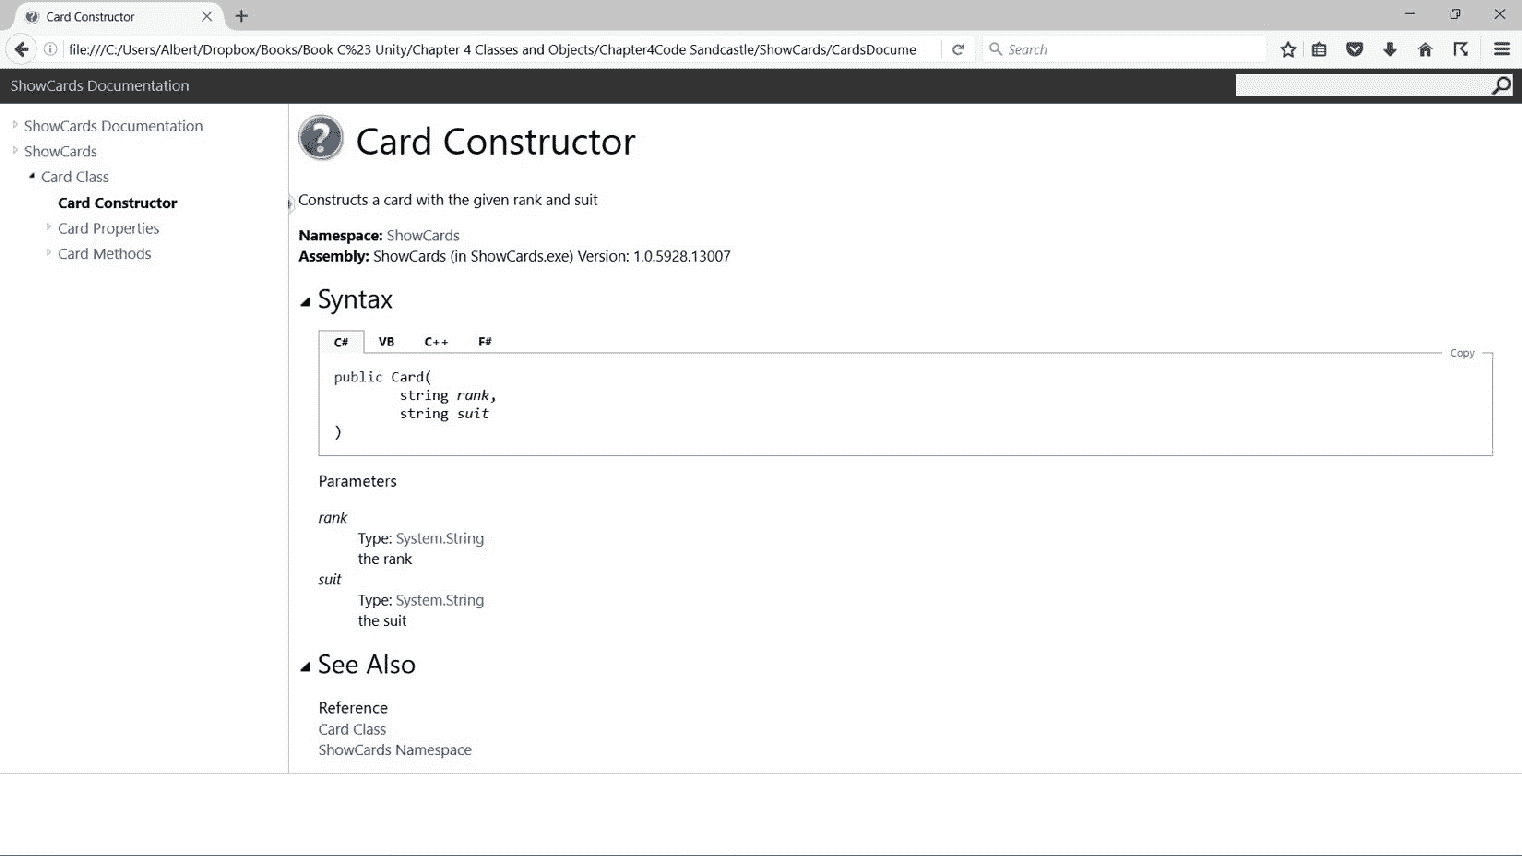 Card Constructor
file:///C:/Users/Albert/Dropbox/Books/Book C%23 Unity/Chapter 4 Classes and Objects/Chapter4Code Sandcastle/ShowCards/CardsDocume
Search
ShowCards Documentation
ShowCards Documentation
ShowCards
Card Class
Card Constructor
Card Properties
Card Methods
Card Constructor
Constructs a card with the given rank and suit
Namespace: ShowCards
Assembly: ShowCards (in ShowCards.exe) Version: 1.0.5928.13007
Syntax
C# VB C++ F#
Copy
public Card(
string rank,
string suit
)
Parameters
rank
Type: System.String
the rank
suit
Type: System.String
the suit
See Also
Reference
Card Class
ShowCards Namespace